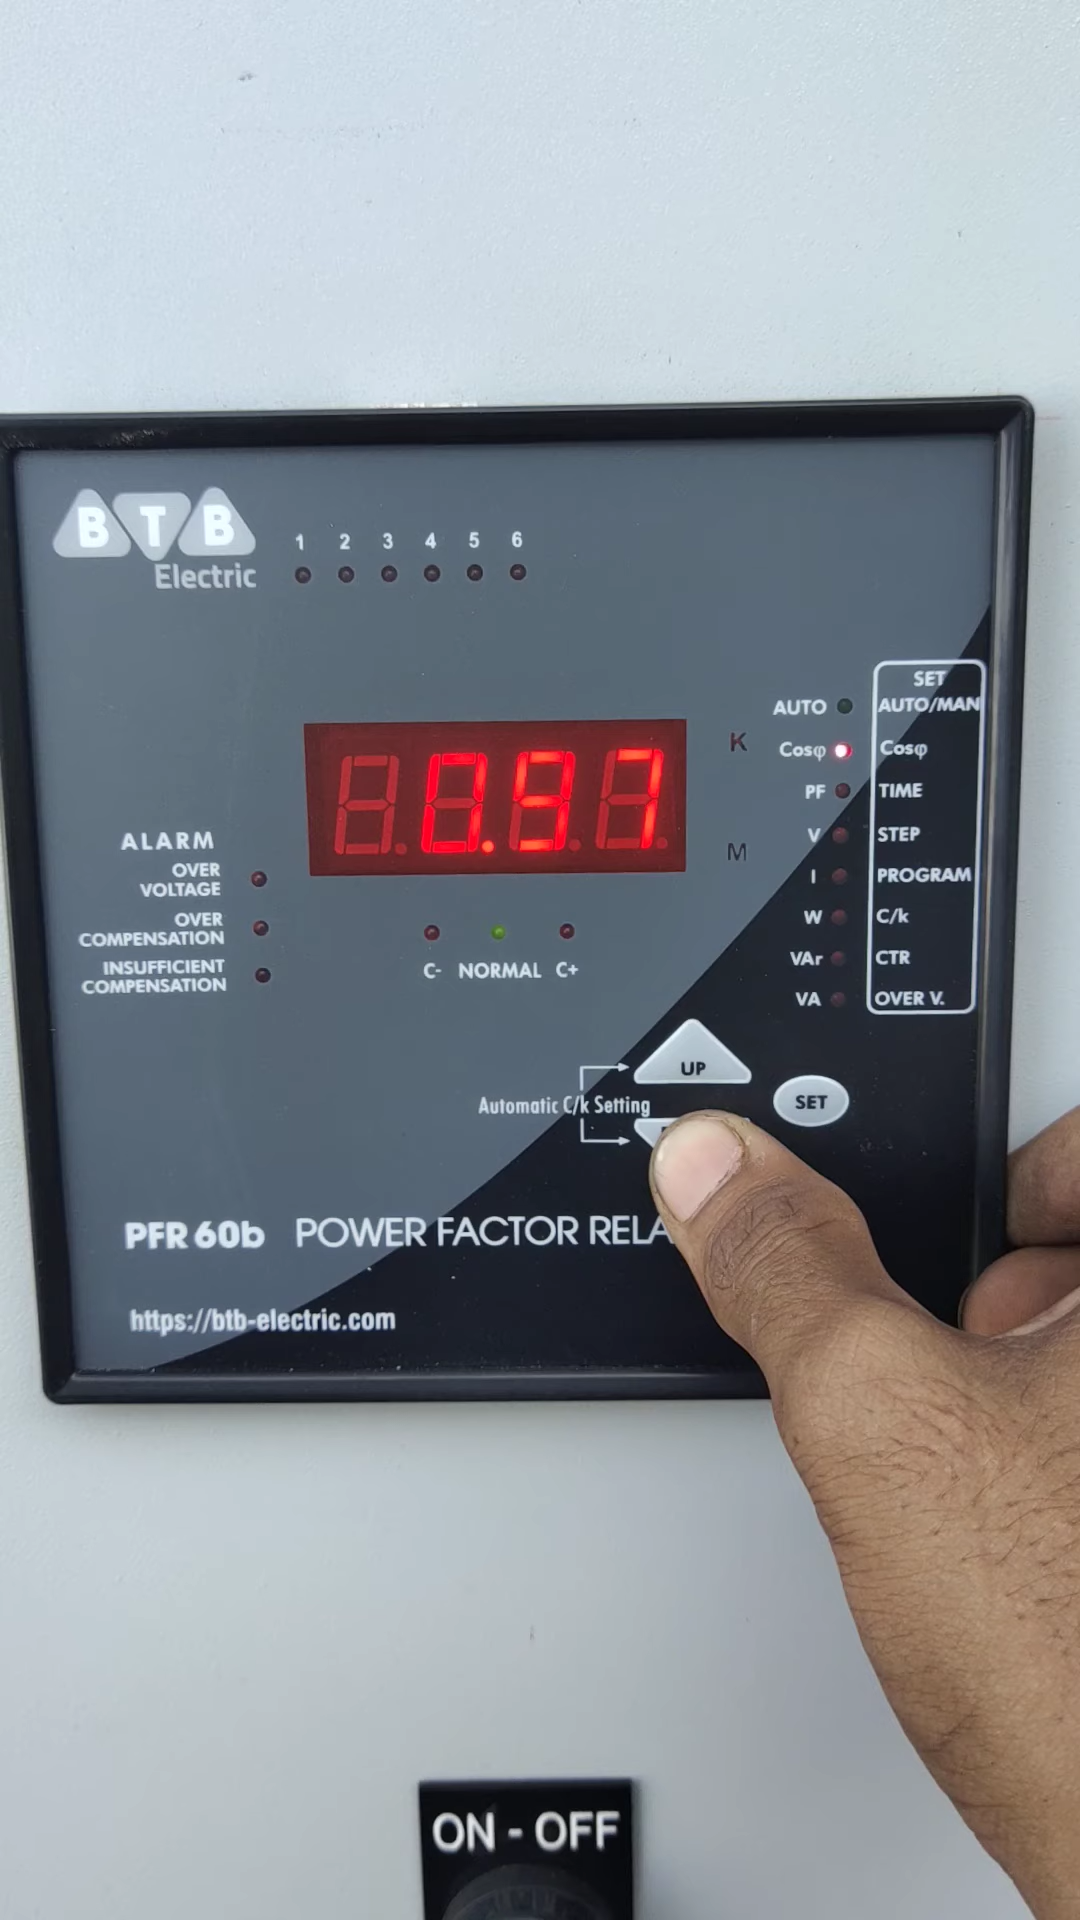 BTB
Electric
1 2 3 4 5 6
0.97
K
M
SET
AUTO AUTO/MAN
Cosφ Cosφ
PF TIME
V STEP
I PROGRAM
W C/k
VAr CTR
VA OVER V.
ALARM
OVER
VOLTAGE
OVER
COMPENSATION
INSUFFICIENT
COMPENSATION
C- NORMAL C+
UP
SET
Automatic C/k Setting
PFR 60b POWER FACTOR RELA
https://btb-electric.com
ON - OFF